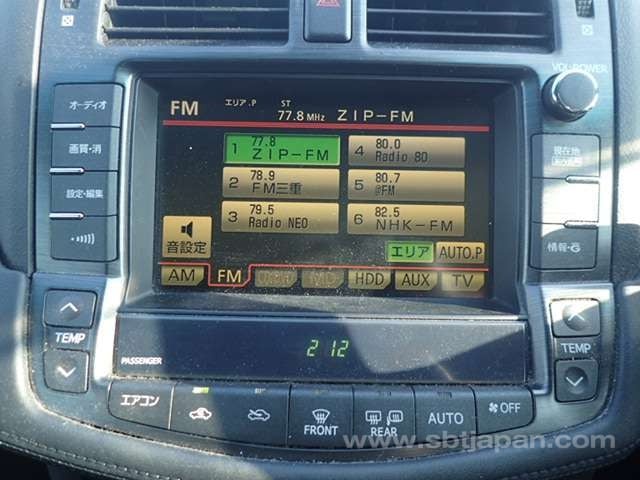 VOL·POWER
オーディオ
画質・消
設定・編集
現在地
情報・G
FM エリア.P ST 77.8 MHz ZIP-FM
1 77.8 ZIP-FM
4 80.0 Radio 80
2 78.9 FM三重
5 80.7 @FM
3 79.5 Radio NEO
6 82.5 NHK-FM
音設定
エリア AUTO.P
AM FM HDD AUX TV
TEMP
PASSENGER
212
TEMP
エアコン
FRONT
REAR
AUTO
OFF
www.sbtjapan.com